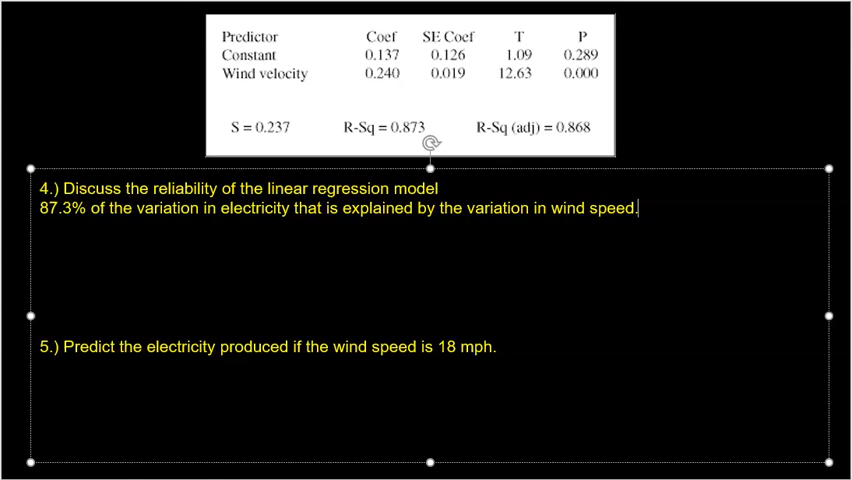 Predictor Coef SE Coef T P
Constant 0.137 0.126 1.09 0.289
Wind velocity 0.240 0.019 12.63 0.000
S = 0.237 R-Sq = 0.873 R-Sq (adj) = 0.868
4.) Discuss the reliability of the linear regression model
87.3% of the variation in electricity that is explained by the variation in wind speed.
5.) Predict the electricity produced if the wind speed is 18 mph.